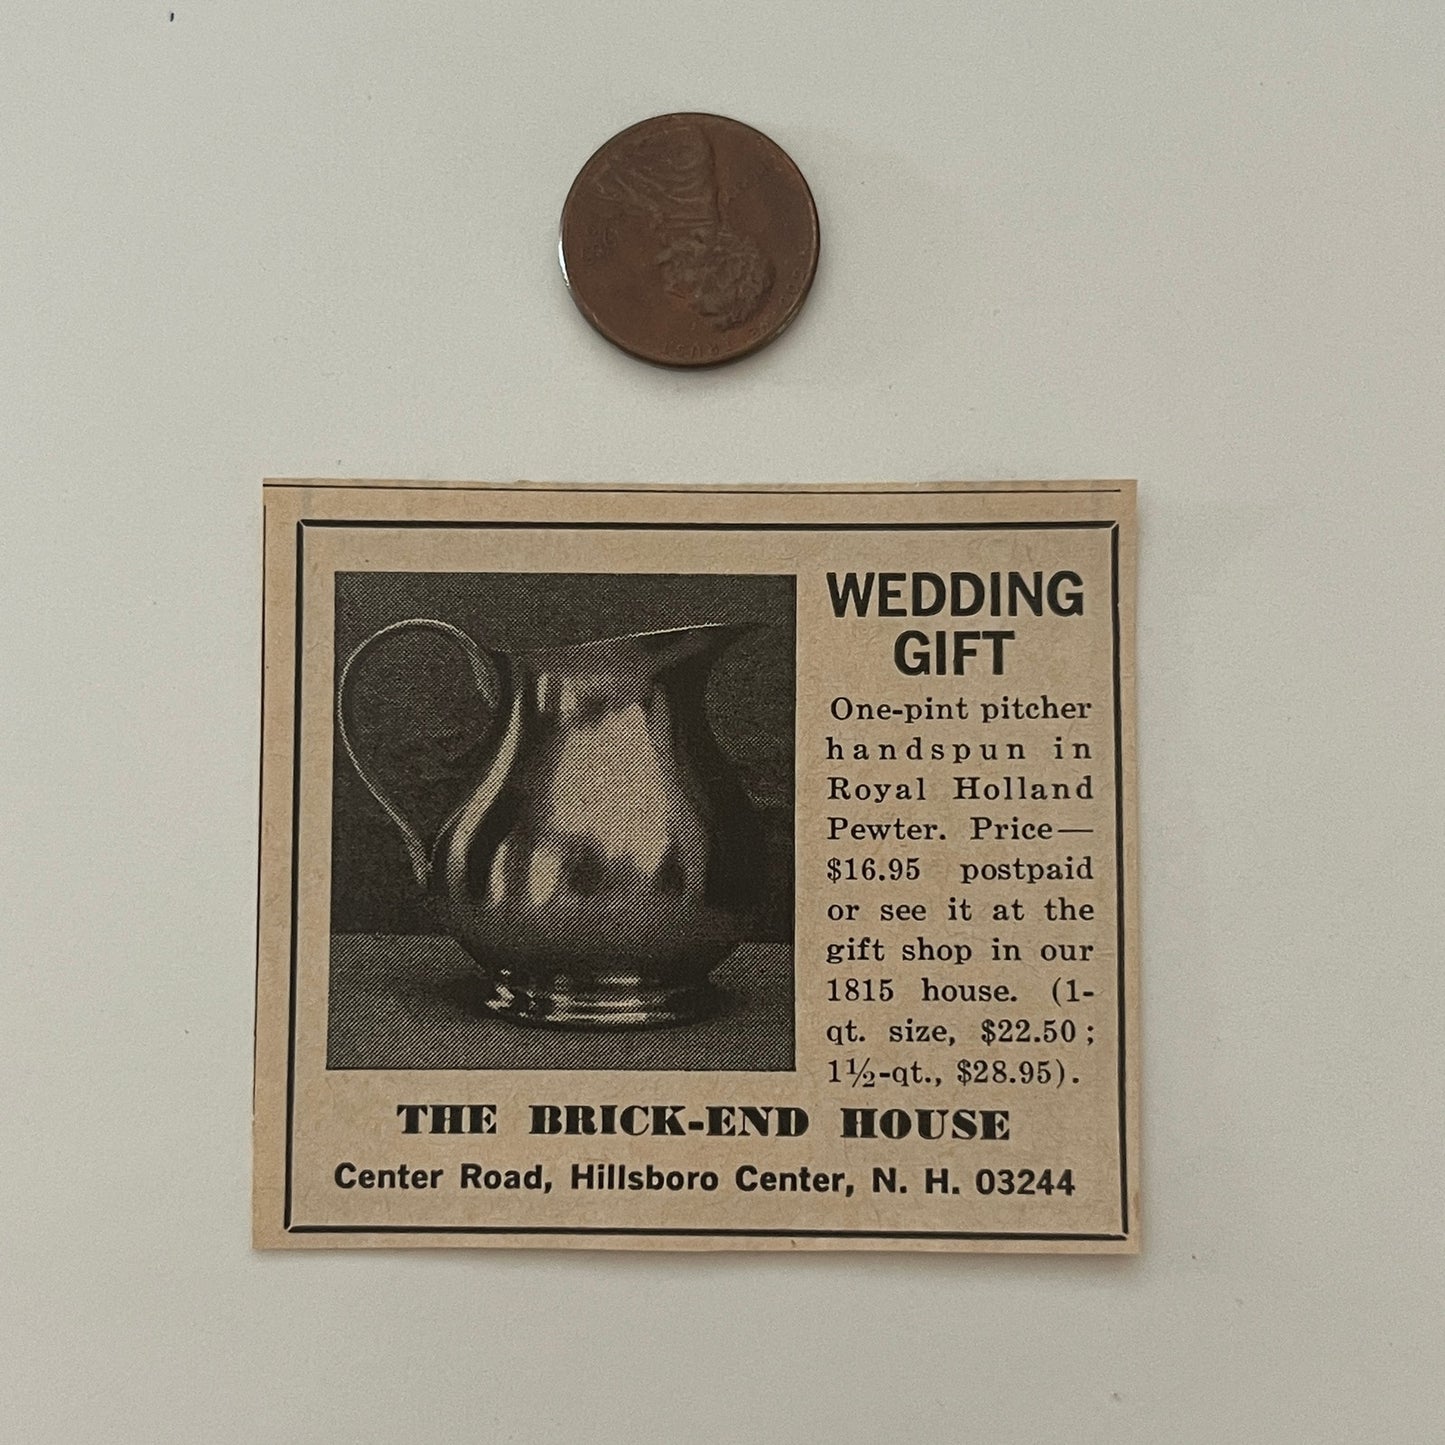 WEDDING
GIFT
One-pint pitcher
handspun in
Royal Holland
Pewter. Price—
$16.95 postpaid
or see it at the
gift shop in our
1815 house. (1-
qt. size, $22.50;
1½-qt., $28.95).
THE BRICK-END HOUSE
Center Road, Hillsboro Center, N. H. 03244